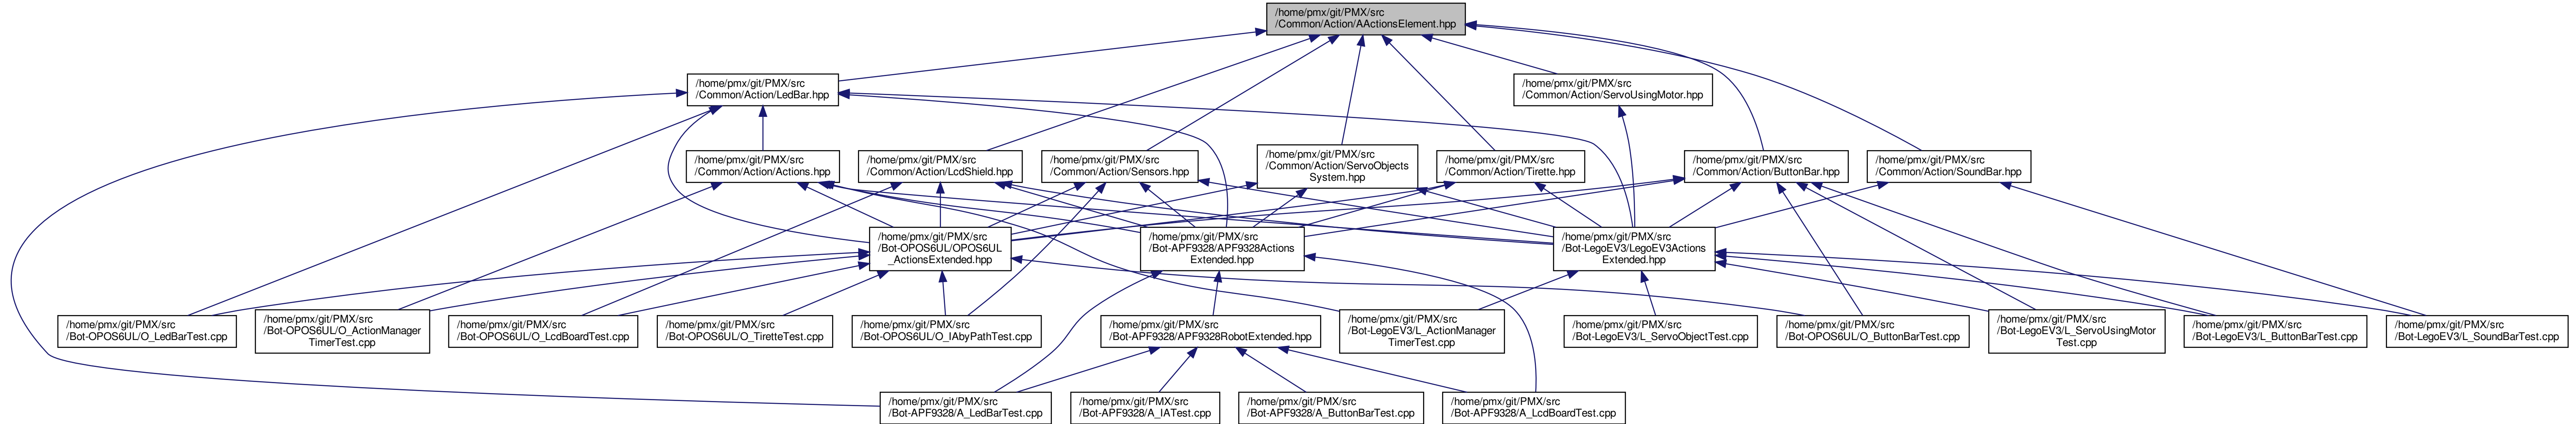 /home/pmx/git/PMX/src
/Common/Action/AActionsElement.hpp
/home/pmx/git/PMX/src
/Common/Action/LedBar.hpp
/home/pmx/git/PMX/src
/Common/Action/ServoUsingMotor.hpp
/home/pmx/git/PMX/src
/Common/Action/Actions.hpp
/home/pmx/git/PMX/src
/Common/Action/LcdShield.hpp
/home/pmx/git/PMX/src
/Common/Action/Sensors.hpp
/home/pmx/git/PMX/src
/Common/Action/ServoObjects
System.hpp
/home/pmx/git/PMX/src
/Common/Action/Tirette.hpp
/home/pmx/git/PMX/src
/Common/Action/ButtonBar.hpp
/home/pmx/git/PMX/src
/Common/Action/SoundBar.hpp
/home/pmx/git/PMX/src
/Bot-OPOS6UL/OPOS6UL
_ActionsExtended.hpp
/home/pmx/git/PMX/src
/Bot-APF9328/APF9328Actions
Extended.hpp
/home/pmx/git/PMX/src
/Bot-LegoEV3/LegoEV3Actions
Extended.hpp
/home/pmx/git/PMX/src
/Bot-OPOS6UL/O_LedBarTest.cpp
/home/pmx/git/PMX/src
/Bot-OPOS6UL/O_ActionManager
TimerTest.cpp
/home/pmx/git/PMX/src
/Bot-OPOS6UL/O_LcdBoardTest.cpp
/home/pmx/git/PMX/src
/Bot-OPOS6UL/O_TiretteTest.cpp
/home/pmx/git/PMX/src
/Bot-OPOS6UL/O_IAbyPathTest.cpp
/home/pmx/git/PMX/src
/Bot-APF9328/APF9328RobotExtended.hpp
/home/pmx/git/PMX/src
/Bot-LegoEV3/L_ActionManager
TimerTest.cpp
/home/pmx/git/PMX/src
/Bot-LegoEV3/L_ServoObjectTest.cpp
/home/pmx/git/PMX/src
/Bot-OPOS6UL/O_ButtonBarTest.cpp
/home/pmx/git/PMX/src
/Bot-LegoEV3/L_ServoUsingMotor
Test.cpp
/home/pmx/git/PMX/src
/Bot-LegoEV3/L_ButtonBarTest.cpp
/home/pmx/git/PMX/src
/Bot-LegoEV3/L_SoundBarTest.cpp
/home/pmx/git/PMX/src
/Bot-APF9328/A_LedBarTest.cpp
/home/pmx/git/PMX/src
/Bot-APF9328/A_IATest.cpp
/home/pmx/git/PMX/src
/Bot-APF9328/A_ButtonBarTest.cpp
/home/pmx/git/PMX/src
/Bot-APF9328/A_LcdBoardTest.cpp